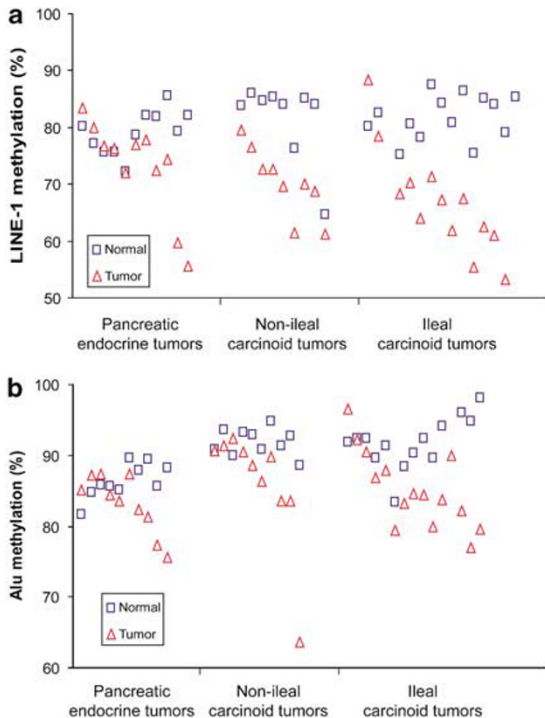 a
100
90
80
70
60
50
LINE-1 methylation (%)
Normal
Tumor
Pancreatic
endocrine tumors
Non-ileal
carcinoid tumors
Ileal
carcinoid tumors
b
100
90
80
70
60
Alu methylation (%)
Normal
Tumor
Pancreatic
endocrine tumors
Non-ileal
carcinoid tumors
Ileal
carcinoid tumors